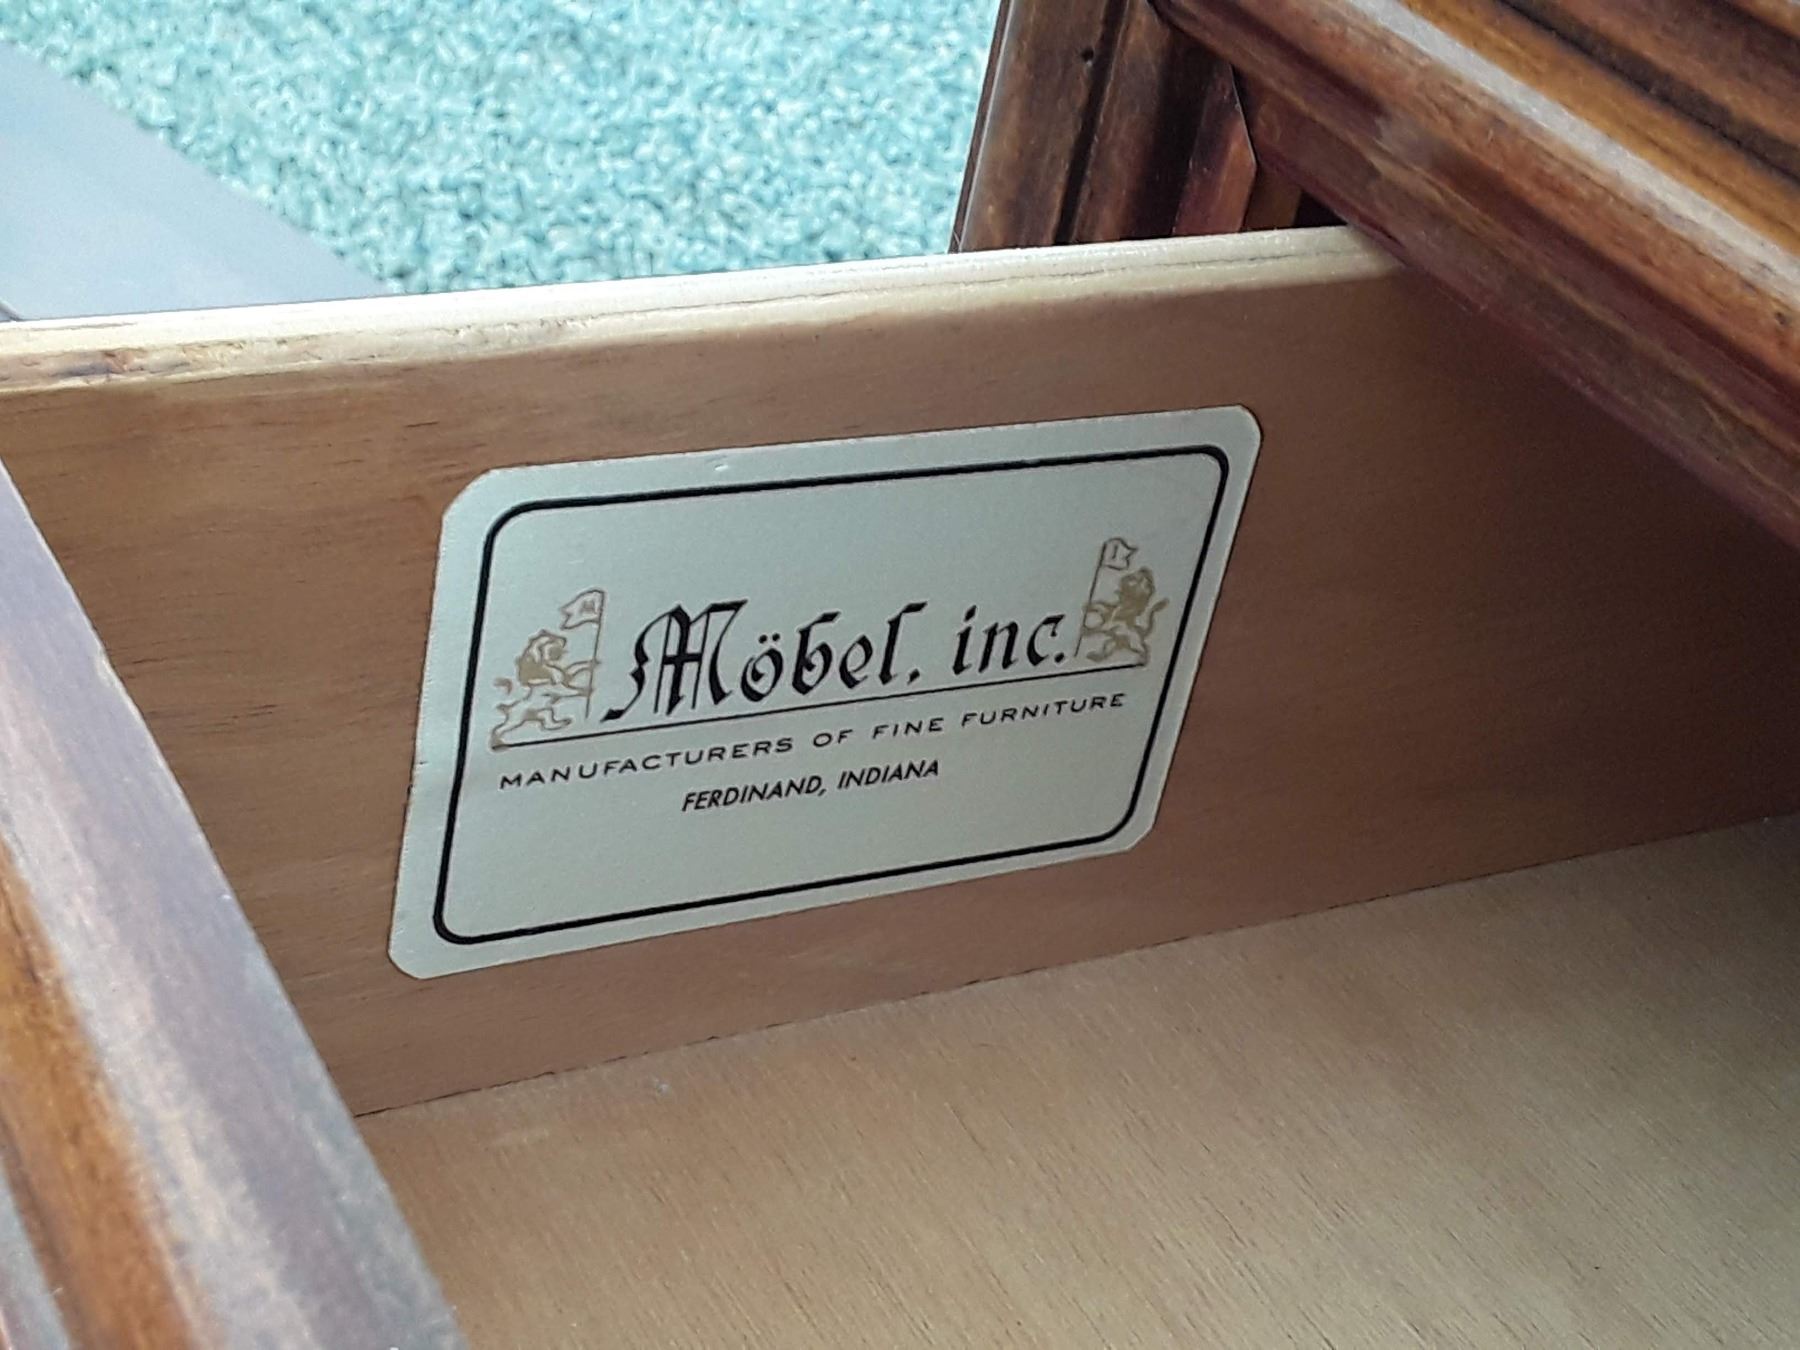 M I
Möbel, inc.
MANUFACTURERS OF FINE FURNITURE
FERDINAND, INDIANA